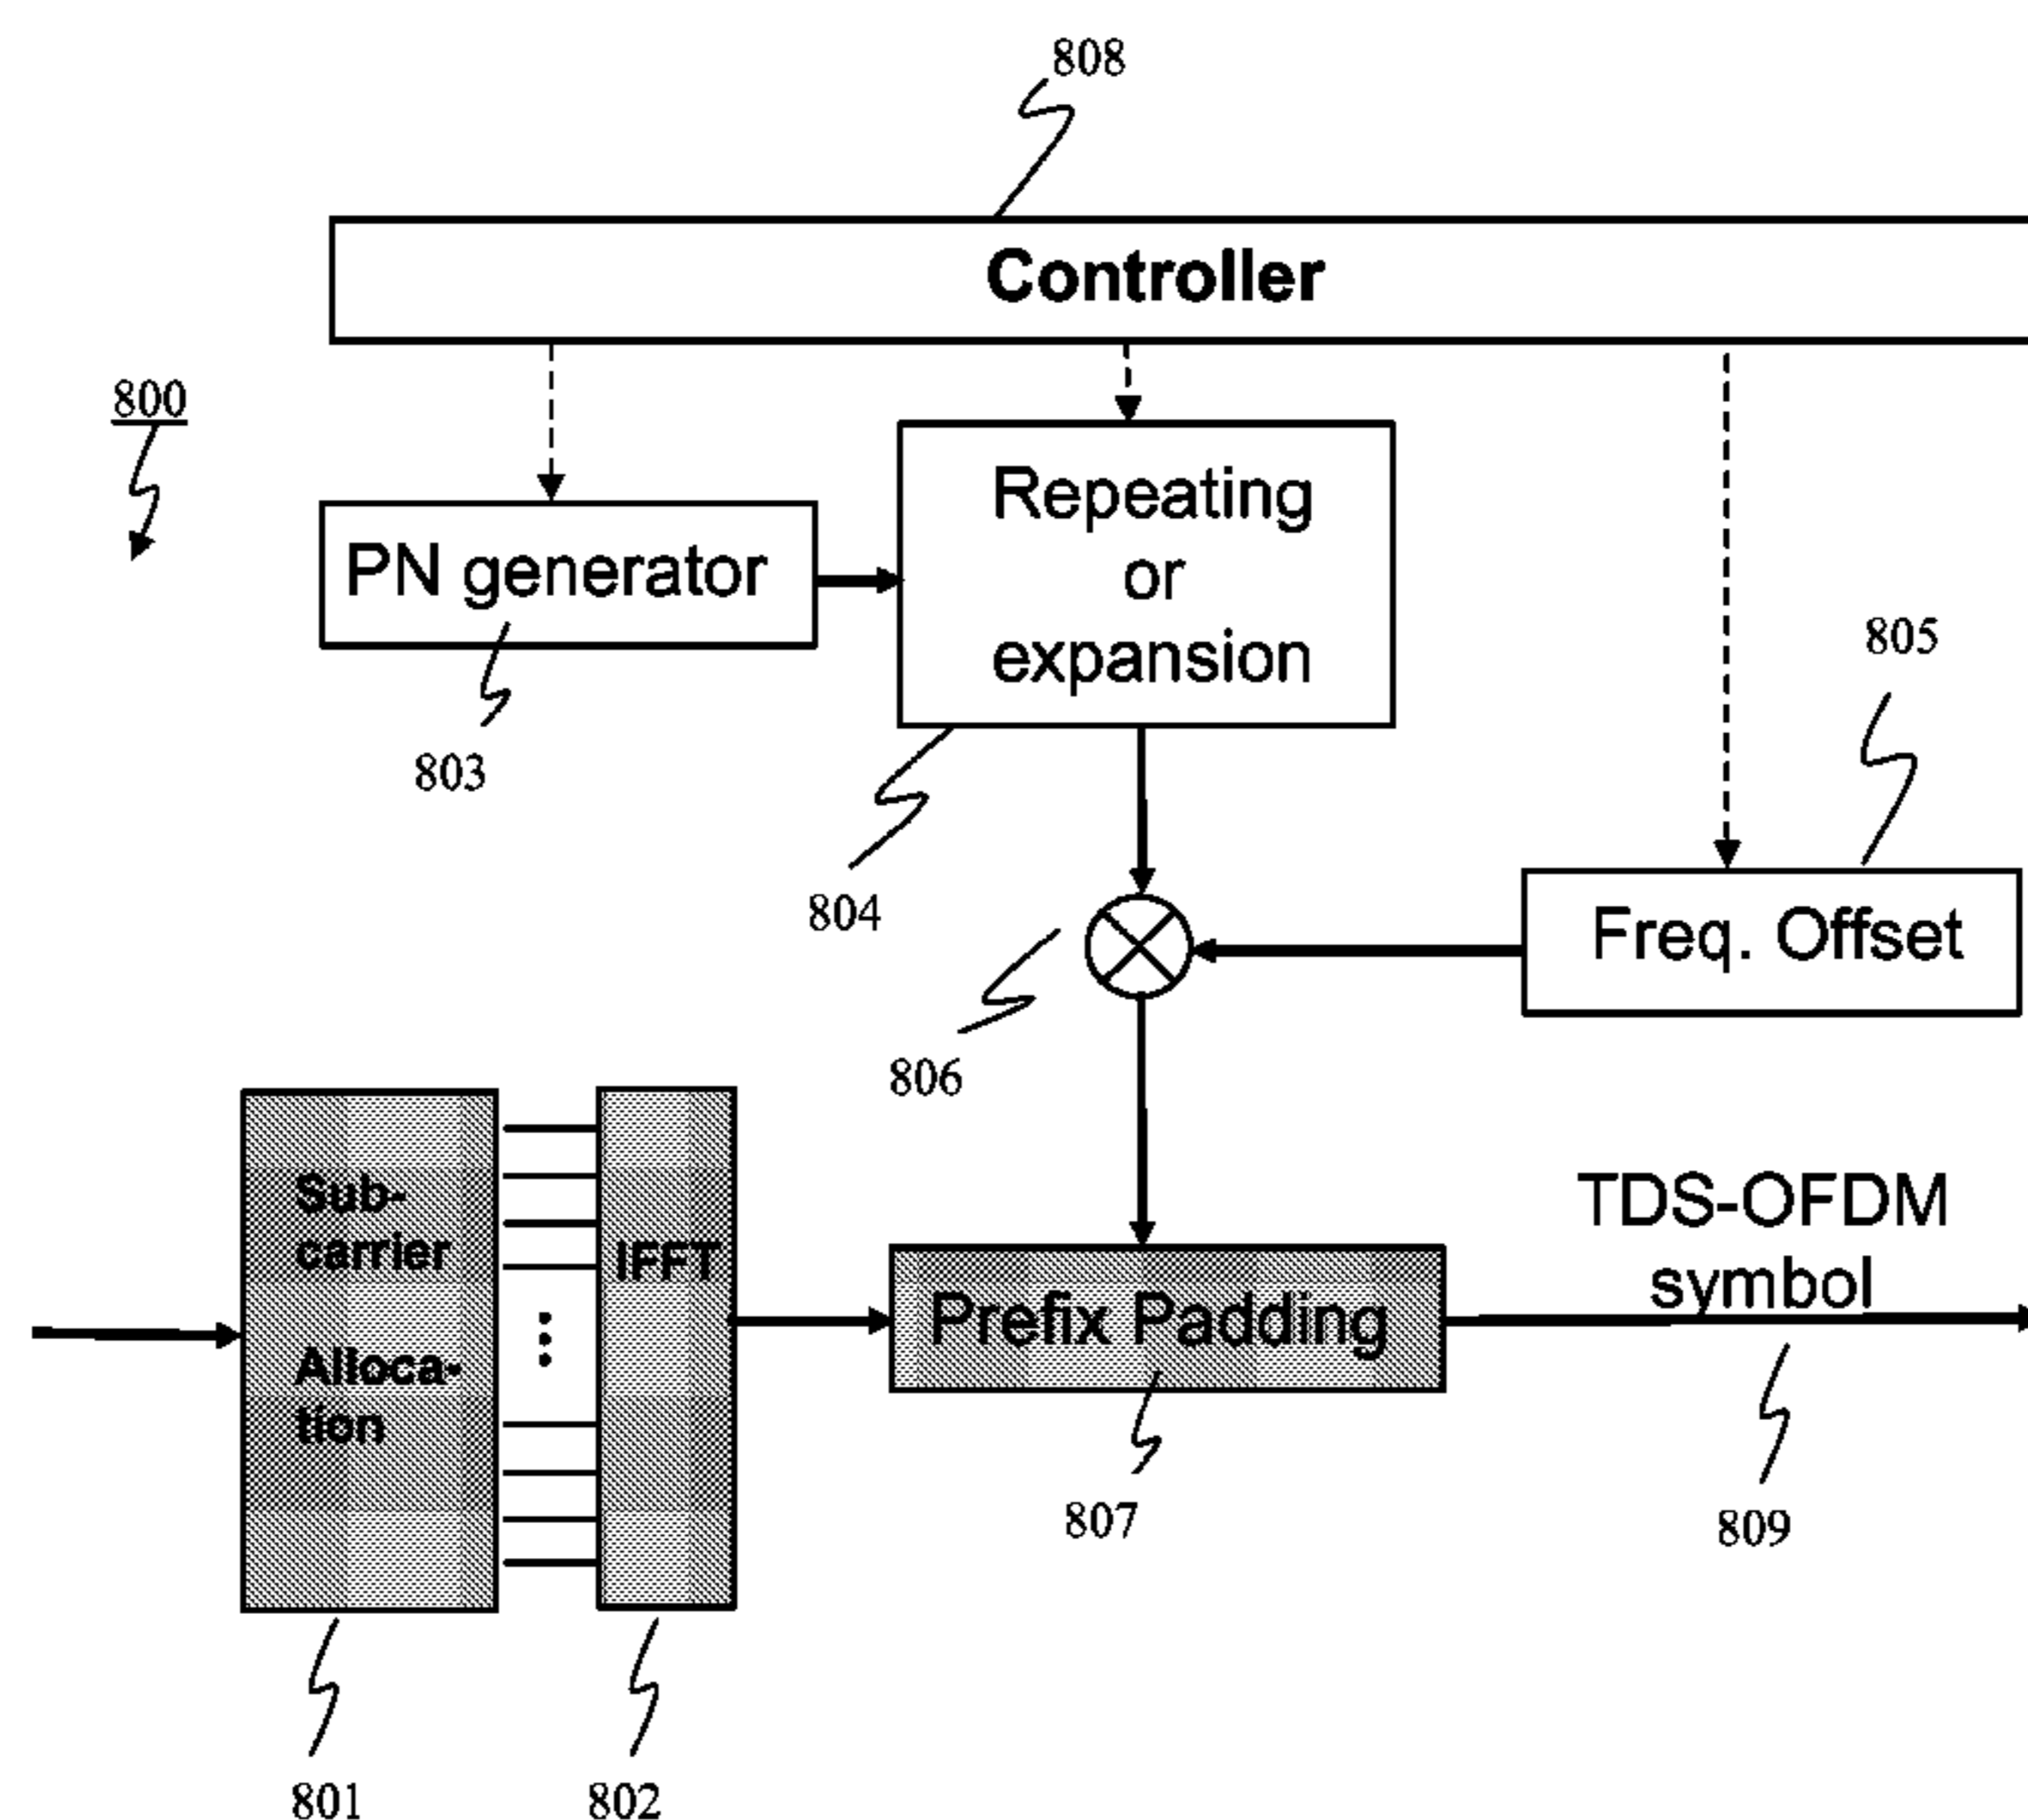 808
Controller
800
Repeating
or
expansion
PN generator
805
803
804
Freq. Offset
806
Sub-
carrier
Alloca-
tion
IFFT
Prefix Padding
TDS-OFDM
symbol
807
809
801
802